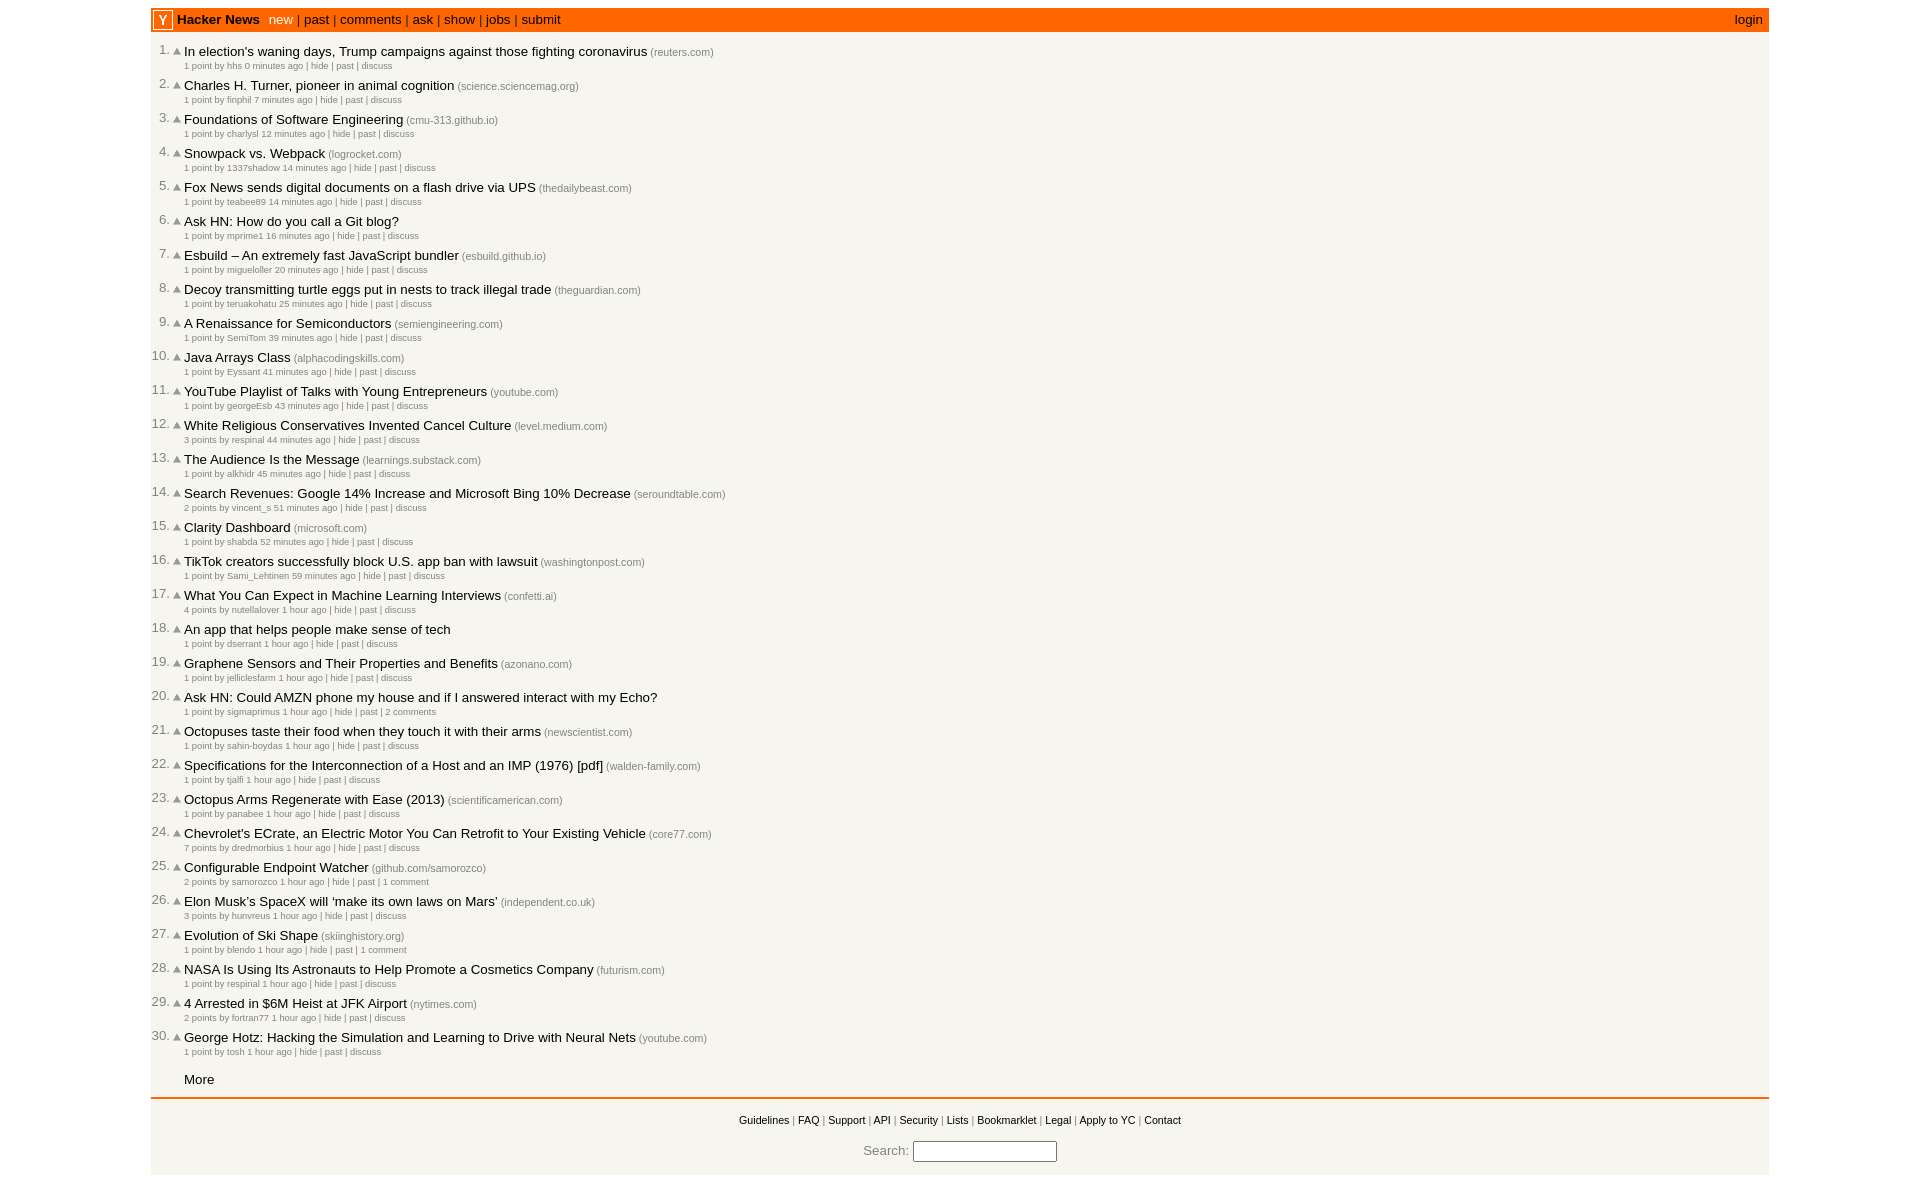 Y Hacker News new | past | comments | ask | show | jobs | submit login
1. In election's waning days, Trump campaigns against those fighting coronavirus (reuters.com)
1 point by hhs 0 minutes ago | hide | past | discuss
2. Charles H. Turner, pioneer in animal cognition (science.sciencemag.org)
1 point by finphil 7 minutes ago | hide | past | discuss
3. Foundations of Software Engineering (cmu-313.github.io)
1 point by charlysl 12 minutes ago | hide | past | discuss
4. Snowpack vs. Webpack (logrocket.com)
1 point by 1337shadow 14 minutes ago | hide | past | discuss
5. Fox News sends digital documents on a flash drive via UPS (thedailybeast.com)
1 point by teabee89 14 minutes ago | hide | past | discuss
6. Ask HN: How do you call a Git blog?
1 point by mprime1 16 minutes ago | hide | past | discuss
7. Esbuild – An extremely fast JavaScript bundler (esbuild.github.io)
1 point by migueloller 20 minutes ago | hide | past | discuss
8. Decoy transmitting turtle eggs put in nests to track illegal trade (theguardian.com)
1 point by teruakohatu 25 minutes ago | hide | past | discuss
9. A Renaissance for Semiconductors (semiengineering.com)
1 point by SemiTom 39 minutes ago | hide | past | discuss
10. Java Arrays Class (alphacodingskills.com)
1 point by Eyssant 41 minutes ago | hide | past | discuss
11. YouTube Playlist of Talks with Young Entrepreneurs (youtube.com)
1 point by georgeEsb 43 minutes ago | hide | past | discuss
12. White Religious Conservatives Invented Cancel Culture (level.medium.com)
3 points by respinal 44 minutes ago | hide | past | discuss
13. The Audience Is the Message (learnings.substack.com)
1 point by alkhidr 45 minutes ago | hide | past | discuss
14. Search Revenues: Google 14% Increase and Microsoft Bing 10% Decrease (seroundtable.com)
2 points by vincent_s 51 minutes ago | hide | past | discuss
15. Clarity Dashboard (microsoft.com)
1 point by shabda 52 minutes ago | hide | past | discuss
16. TikTok creators successfully block U.S. app ban with lawsuit (washingtonpost.com)
1 point by Sami_Lehtinen 59 minutes ago | hide | past | discuss
17. What You Can Expect in Machine Learning Interviews (confetti.ai)
4 points by nutellalover 1 hour ago | hide | past | discuss
18. An app that helps people make sense of tech
1 point by dserrant 1 hour ago | hide | past | discuss
19. Graphene Sensors and Their Properties and Benefits (azonano.com)
1 point by jelliclesfarm 1 hour ago | hide | past | discuss
20. Ask HN: Could AMZN phone my house and if I answered interact with my Echo?
1 point by sigmaprimus 1 hour ago | hide | past | 2 comments
21. Octopuses taste their food when they touch it with their arms (newscientist.com)
1 point by sahin-boydas 1 hour ago | hide | past | discuss
22. Specifications for the Interconnection of a Host and an IMP (1976) [pdf] (walden-family.com)
1 point by tjalfi 1 hour ago | hide | past | discuss
23. Octopus Arms Regenerate with Ease (2013) (scientificamerican.com)
1 point by panabee 1 hour ago | hide | past | discuss
24. Chevrolet's ECrate, an Electric Motor You Can Retrofit to Your Existing Vehicle (core77.com)
7 points by dredmorbius 1 hour ago | hide | past | discuss
25. Configurable Endpoint Watcher (github.com/samorozco)
2 points by samorozco 1 hour ago | hide | past | 1 comment
26. Elon Musk’s SpaceX will ‘make its own laws on Mars’ (independent.co.uk)
3 points by hunvreus 1 hour ago | hide | past | discuss
27. Evolution of Ski Shape (skiinghistory.org)
1 point by blendo 1 hour ago | hide | past | 1 comment
28. NASA Is Using Its Astronauts to Help Promote a Cosmetics Company (futurism.com)
1 point by respinal 1 hour ago | hide | past | discuss
29. 4 Arrested in $6M Heist at JFK Airport (nytimes.com)
2 points by fortran77 1 hour ago | hide | past | discuss
30. George Hotz: Hacking the Simulation and Learning to Drive with Neural Nets (youtube.com)
1 point by tosh 1 hour ago | hide | past | discuss
More
Guidelines | FAQ | Support | API | Security | Lists | Bookmarklet | Legal | Apply to YC | Contact
Search: